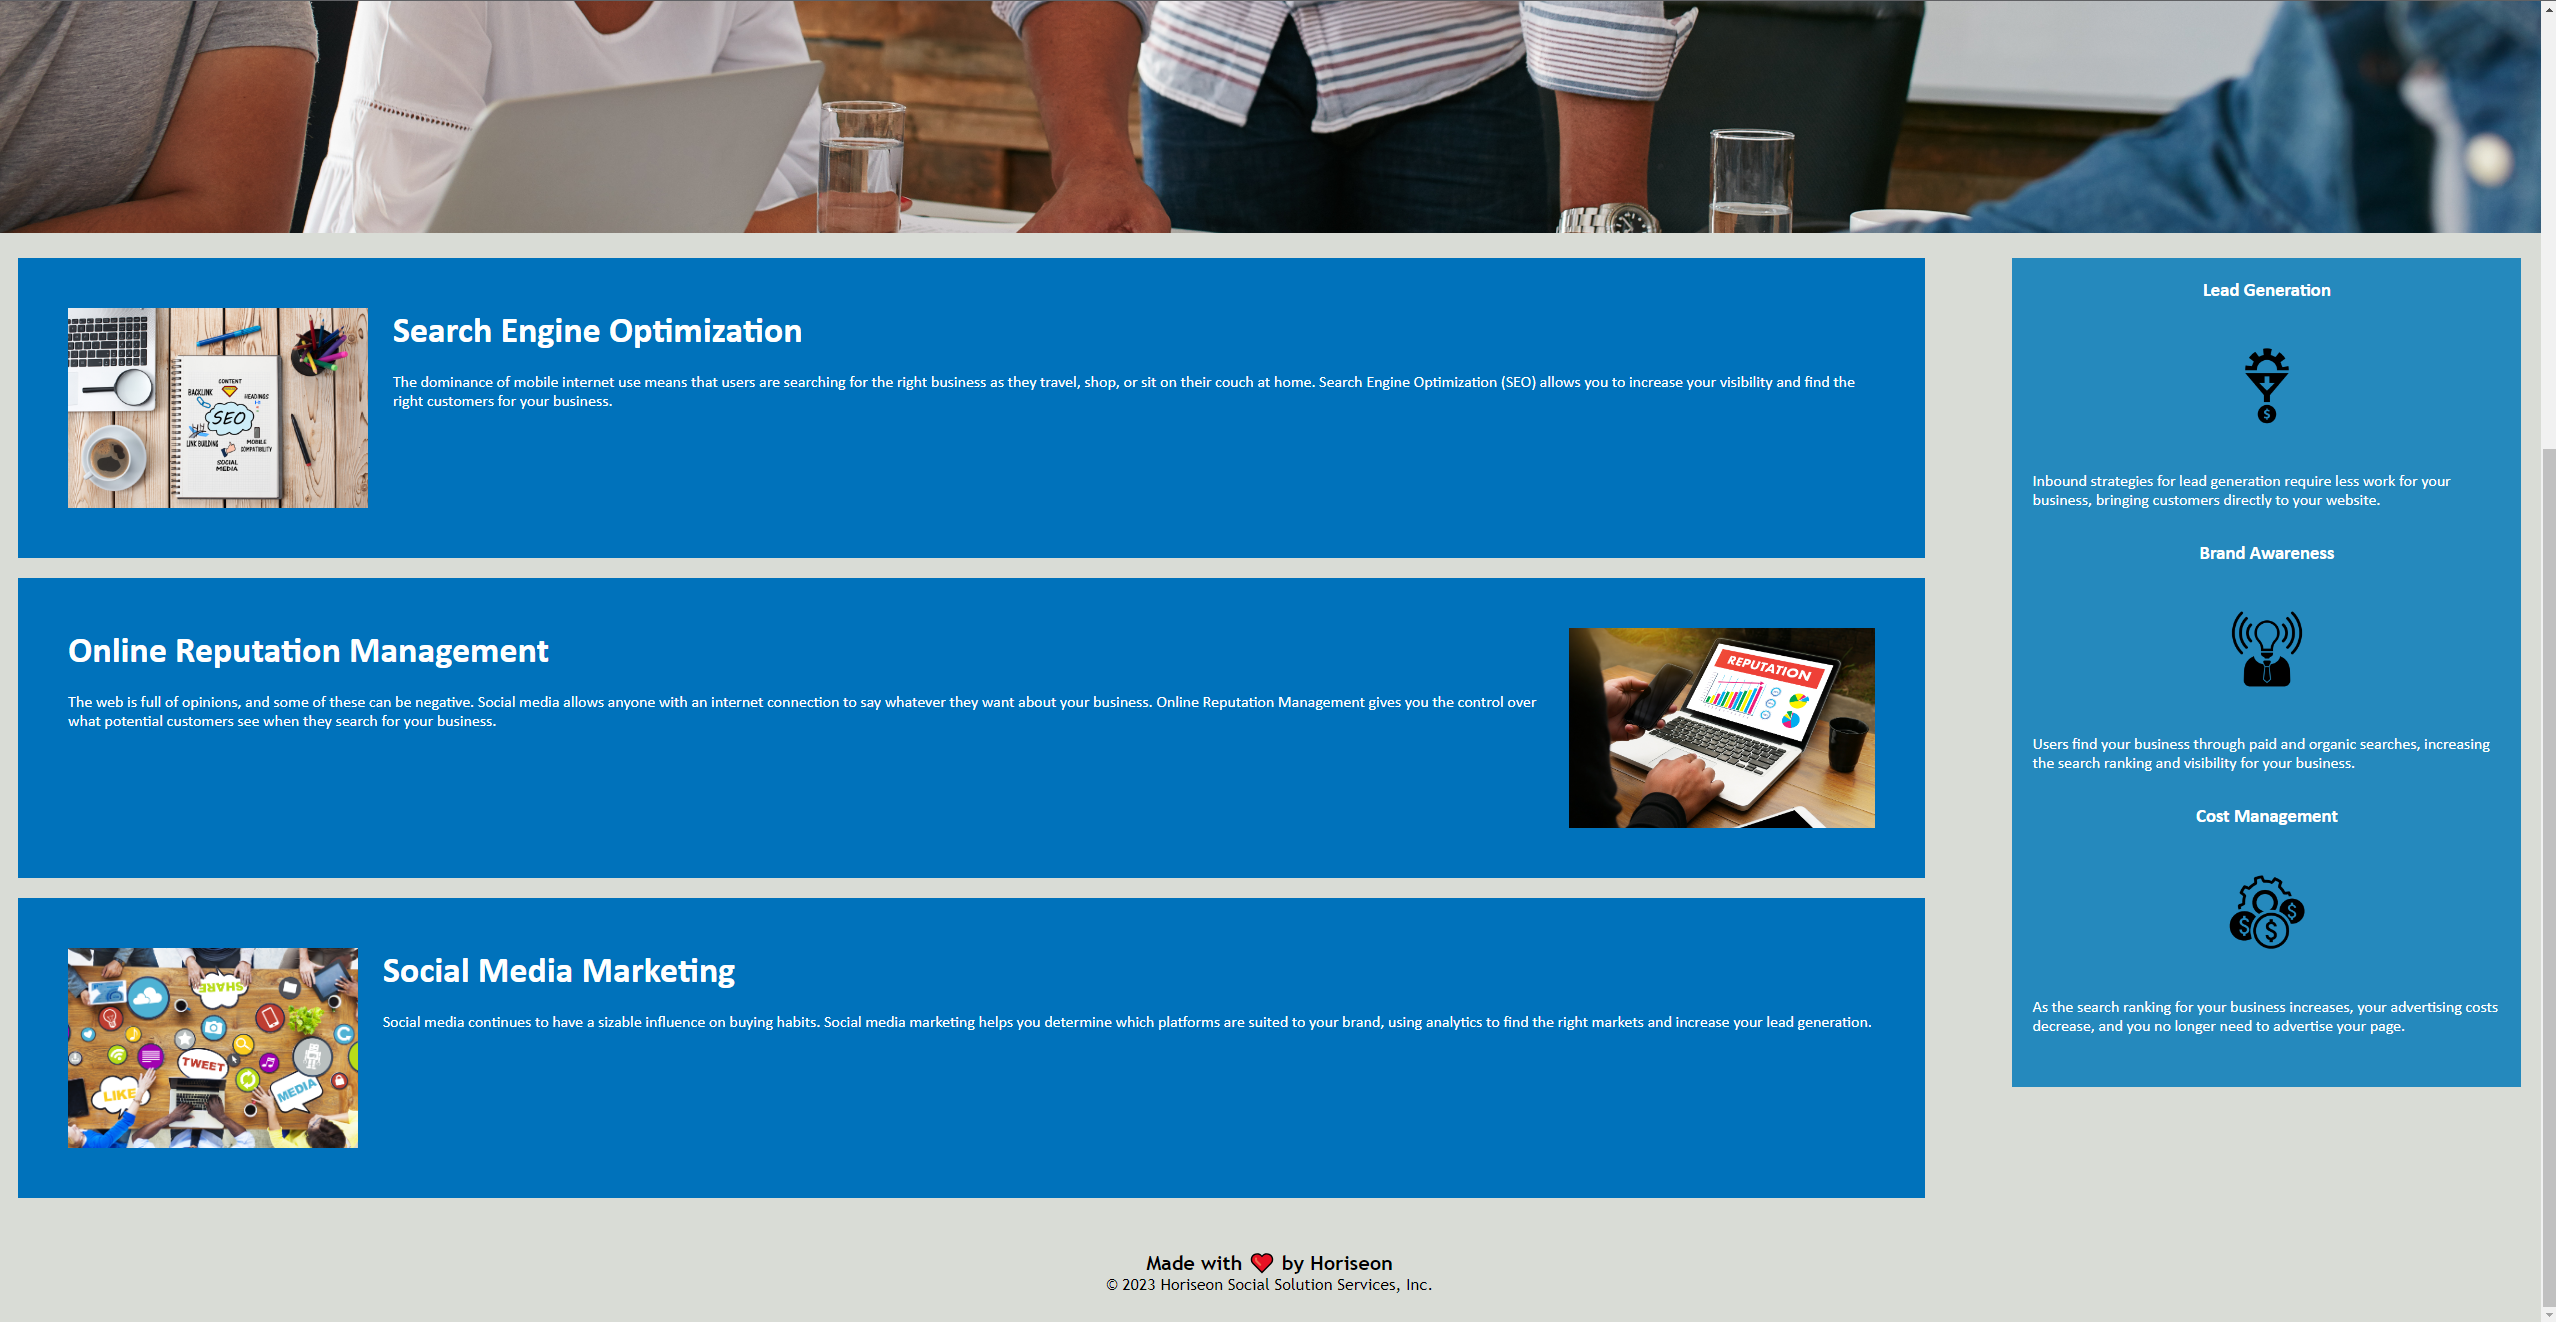 Search Engine Optimization
The dominance of mobile internet use means that users are searching for the right business as they travel, shop, or sit on their couch at home. Search Engine Optimization (SEO) allows you to increase your visibility and find the
right customers for your business.
CONTENT
BACKLINK
HEADINGS
SEO
LINK BUILDING
MOBILE
COMPATIBILITY
SOCIAL
MEDIA
Online Reputation Management
The web is full of opinions, and some of these can be negative. Social media allows anyone with an internet connection to say whatever they want about your business. Online Reputation Management gives you the control over
what potential customers see when they search for your business.
REPUTATION
Social Media Marketing
Social media continues to have a sizable influence on buying habits. Social media marketing helps you determine which platforms are suited to your brand, using analytics to find the right markets and increase your lead generation.
SHARE
TWEET
LIKE
MEDIA
Lead Generation
$
Inbound strategies for lead generation require less work for your
business, bringing customers directly to your website.
Brand Awareness
Users find your business through paid and organic searches, increasing
the search ranking and visibility for your business.
Cost Management
$ $ $
As the search ranking for your business increases, your advertising costs
decrease, and you no longer need to advertise your page.
Made with ❤️ by Horiseon
© 2023 Horiseon Social Solution Services, Inc.